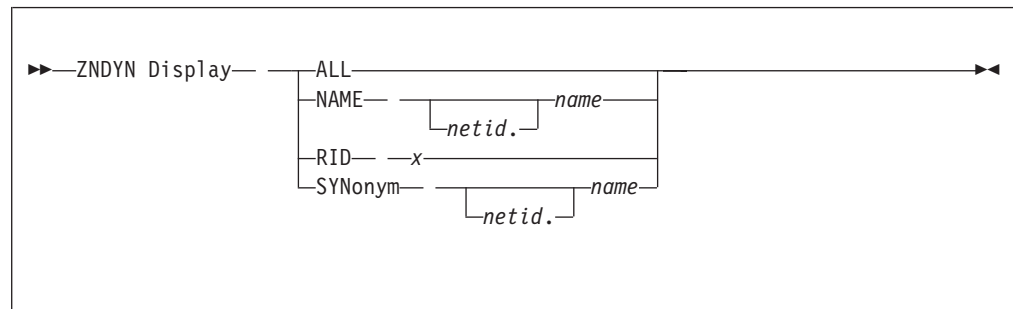 ZNDYN Display ALL
NAME name
netid.
RID x
SYNonym name
netid.